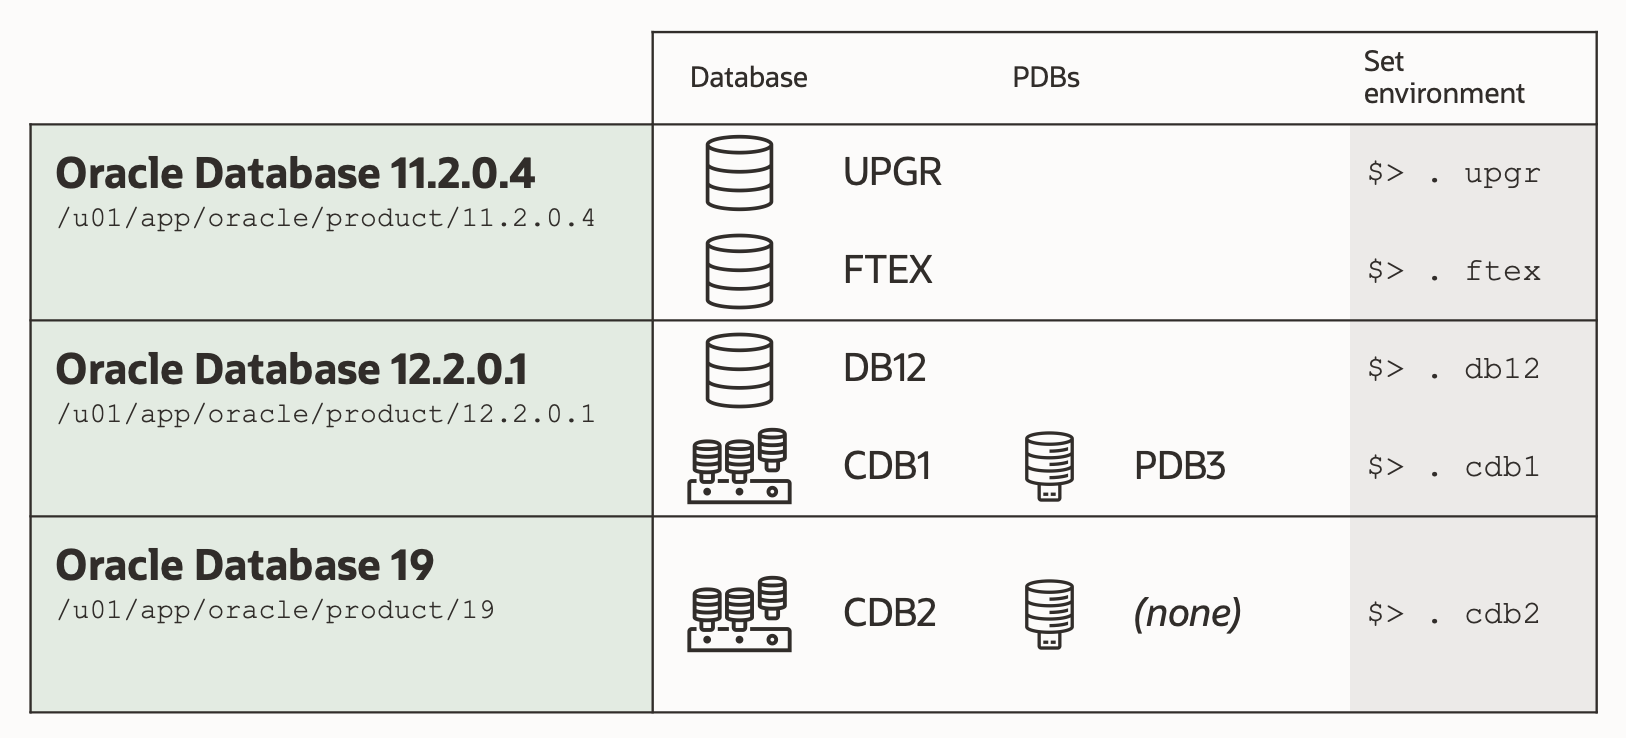 Database PDBs Set environment
Oracle Database 11.2.0.4
/u01/app/oracle/product/11.2.0.4
UPGR $> . upgr
FTEX $> . ftex
Oracle Database 12.2.0.1
/u01/app/oracle/product/12.2.0.1
DB12 $> . db12
CDB1 PDB3 $> . cdb1
Oracle Database 19
/u01/app/oracle/product/19
CDB2 (none) $> . cdb2